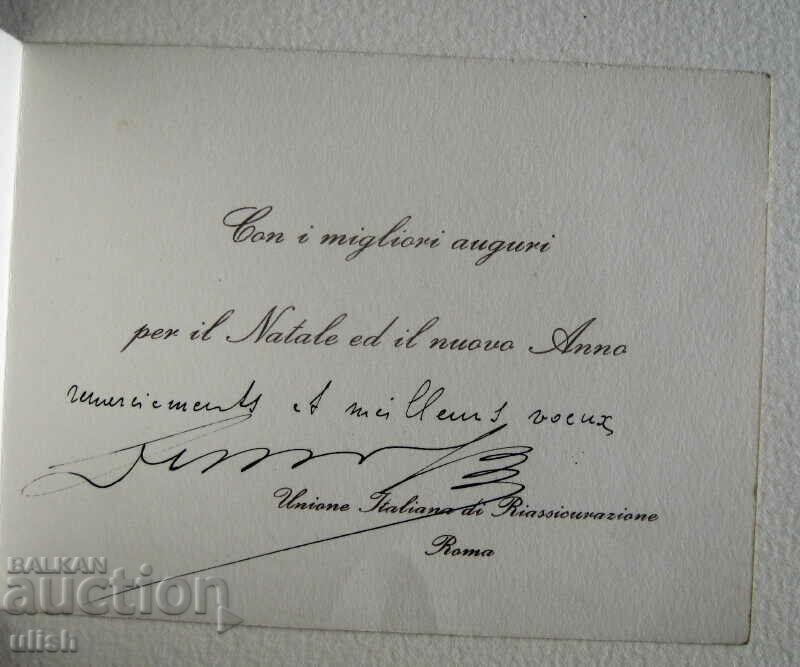 Con i migliori auguri
per il Natale ed il nuovo Anno
remerciements et meilleurs voeux
Unione Italiana di Riassicurazione
Roma
BALKAN
auction
ulish